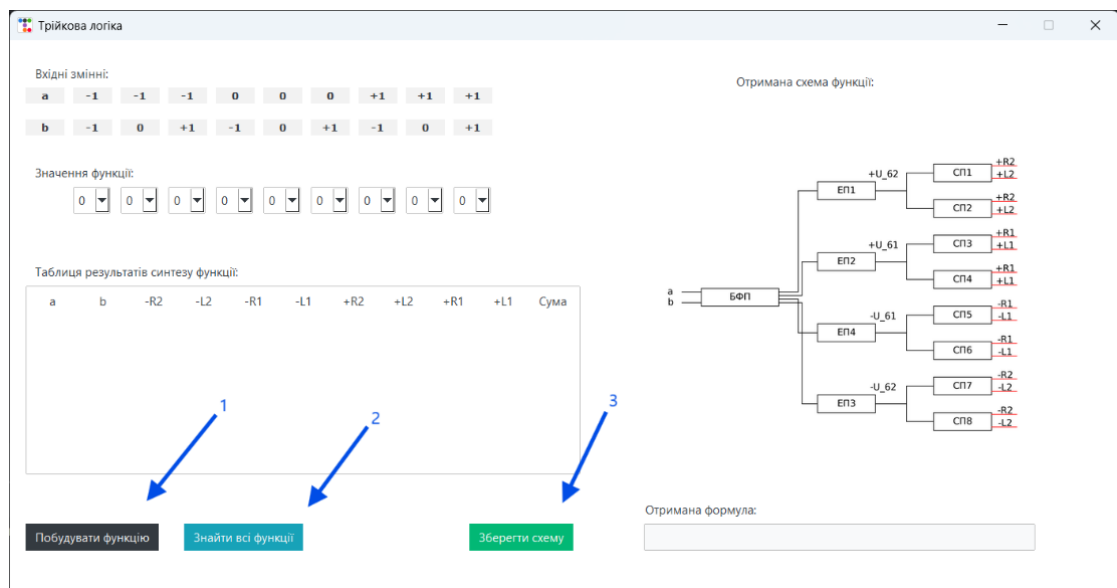 Трійкова логіка
Вхідні змінні:
a -1 -1 -1 0 0 0 +1 +1 +1
b -1 0 +1 -1 0 +1 -1 0 +1
Значення функції:
0 0 0 0 0 0 0 0 0
Таблиця результатів синтезу функції:
a b -R2 -L2 -R1 -L1 +R2 +L2 +R1 +L1 Сума
1
2
3
Побудувати функцію
Знайти всі функції
Зберегти схему
Отримана схема функції:
a
b
БФП
ЕП1
+U_62
СП1
+R2
+L2
СП2
+R2
+L2
ЕП2
+U_61
СП3
+R1
+L1
СП4
+R1
+L1
ЕП4
-U_61
СП5
-R1
-L1
СП6
-R1
-L1
ЕП3
-U_62
СП7
-R2
-L2
СП8
-R2
-L2
Отримана формула: